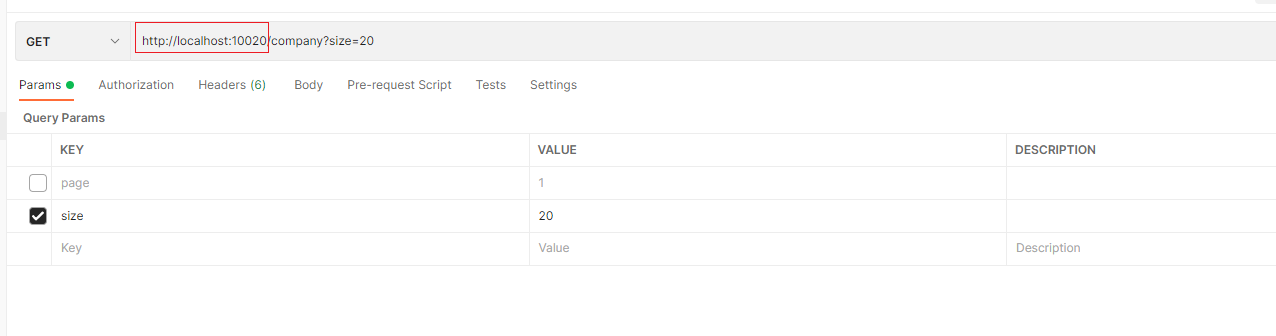 GET http://localhost:10020/company?size=20
Params Authorization Headers (6) Body Pre-request Script Tests Settings
Query Params
KEY VALUE DESCRIPTION
page 1
size 20
Key Value Description